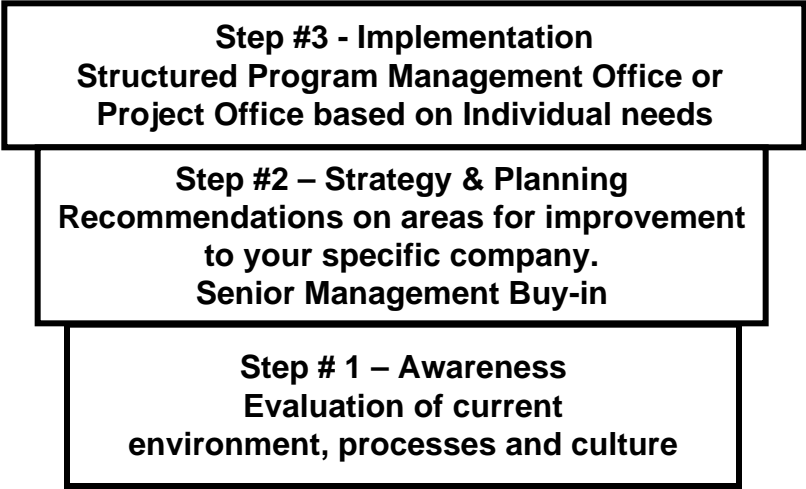 Step #3 - Implementation
Structured Program Management Office or
Project Office based on Individual needs
Step #2 – Strategy & Planning
Recommendations on areas for improvement
to your specific company.
Senior Management Buy-in
Step # 1 – Awareness
Evaluation of current
environment, processes and culture